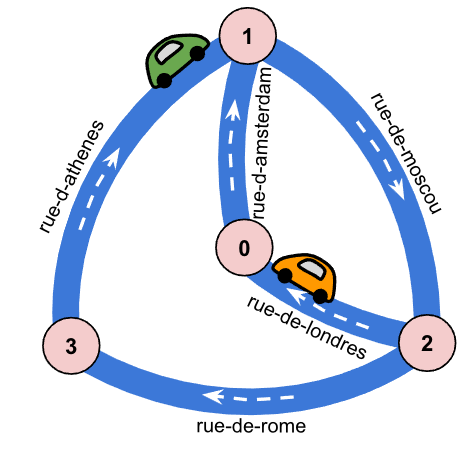 1
rue-d-athenes
rue-d-amsterdam
rue-de-moscou
0
rue-de-londres
3
2
rue-de-rome